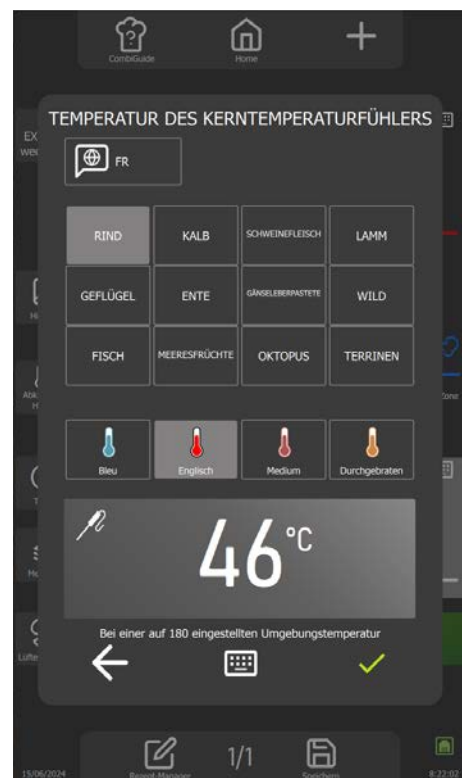 CombiGuide
Home
TEMPERATUR DES KERNTEMPERATURFÜHLERS
FR
RIND
KALB
SCHWEINEFLEISCH
LAMM
GEFLÜGEL
ENTE
GÄNSELEBERPASTETE
WILD
FISCH
MEERESFRÜCHTE
OKTOPUS
TERRINEN
Bleu
Englisch
Medium
Durchgebraten
46°C
Bei einer auf 180 eingestellten Umgebungstemperatur
1/1
Rezept-Manager
Speichern
15/06/2024
8:22:02